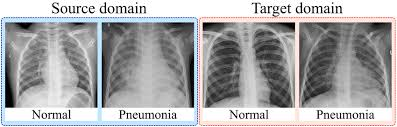 Source domain
Target domain
Normal
Pneumonia
Normal
Pneumonia